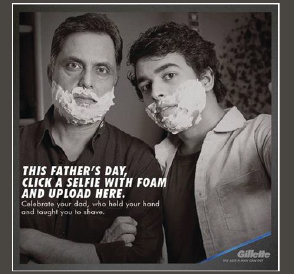 THIS FATHER'S DAY,
CLICK A SELFIE WITH FOAM
AND UPLOAD HERE.
Celebrate your dad, who held your hand
and taught you to shave.
Gillette